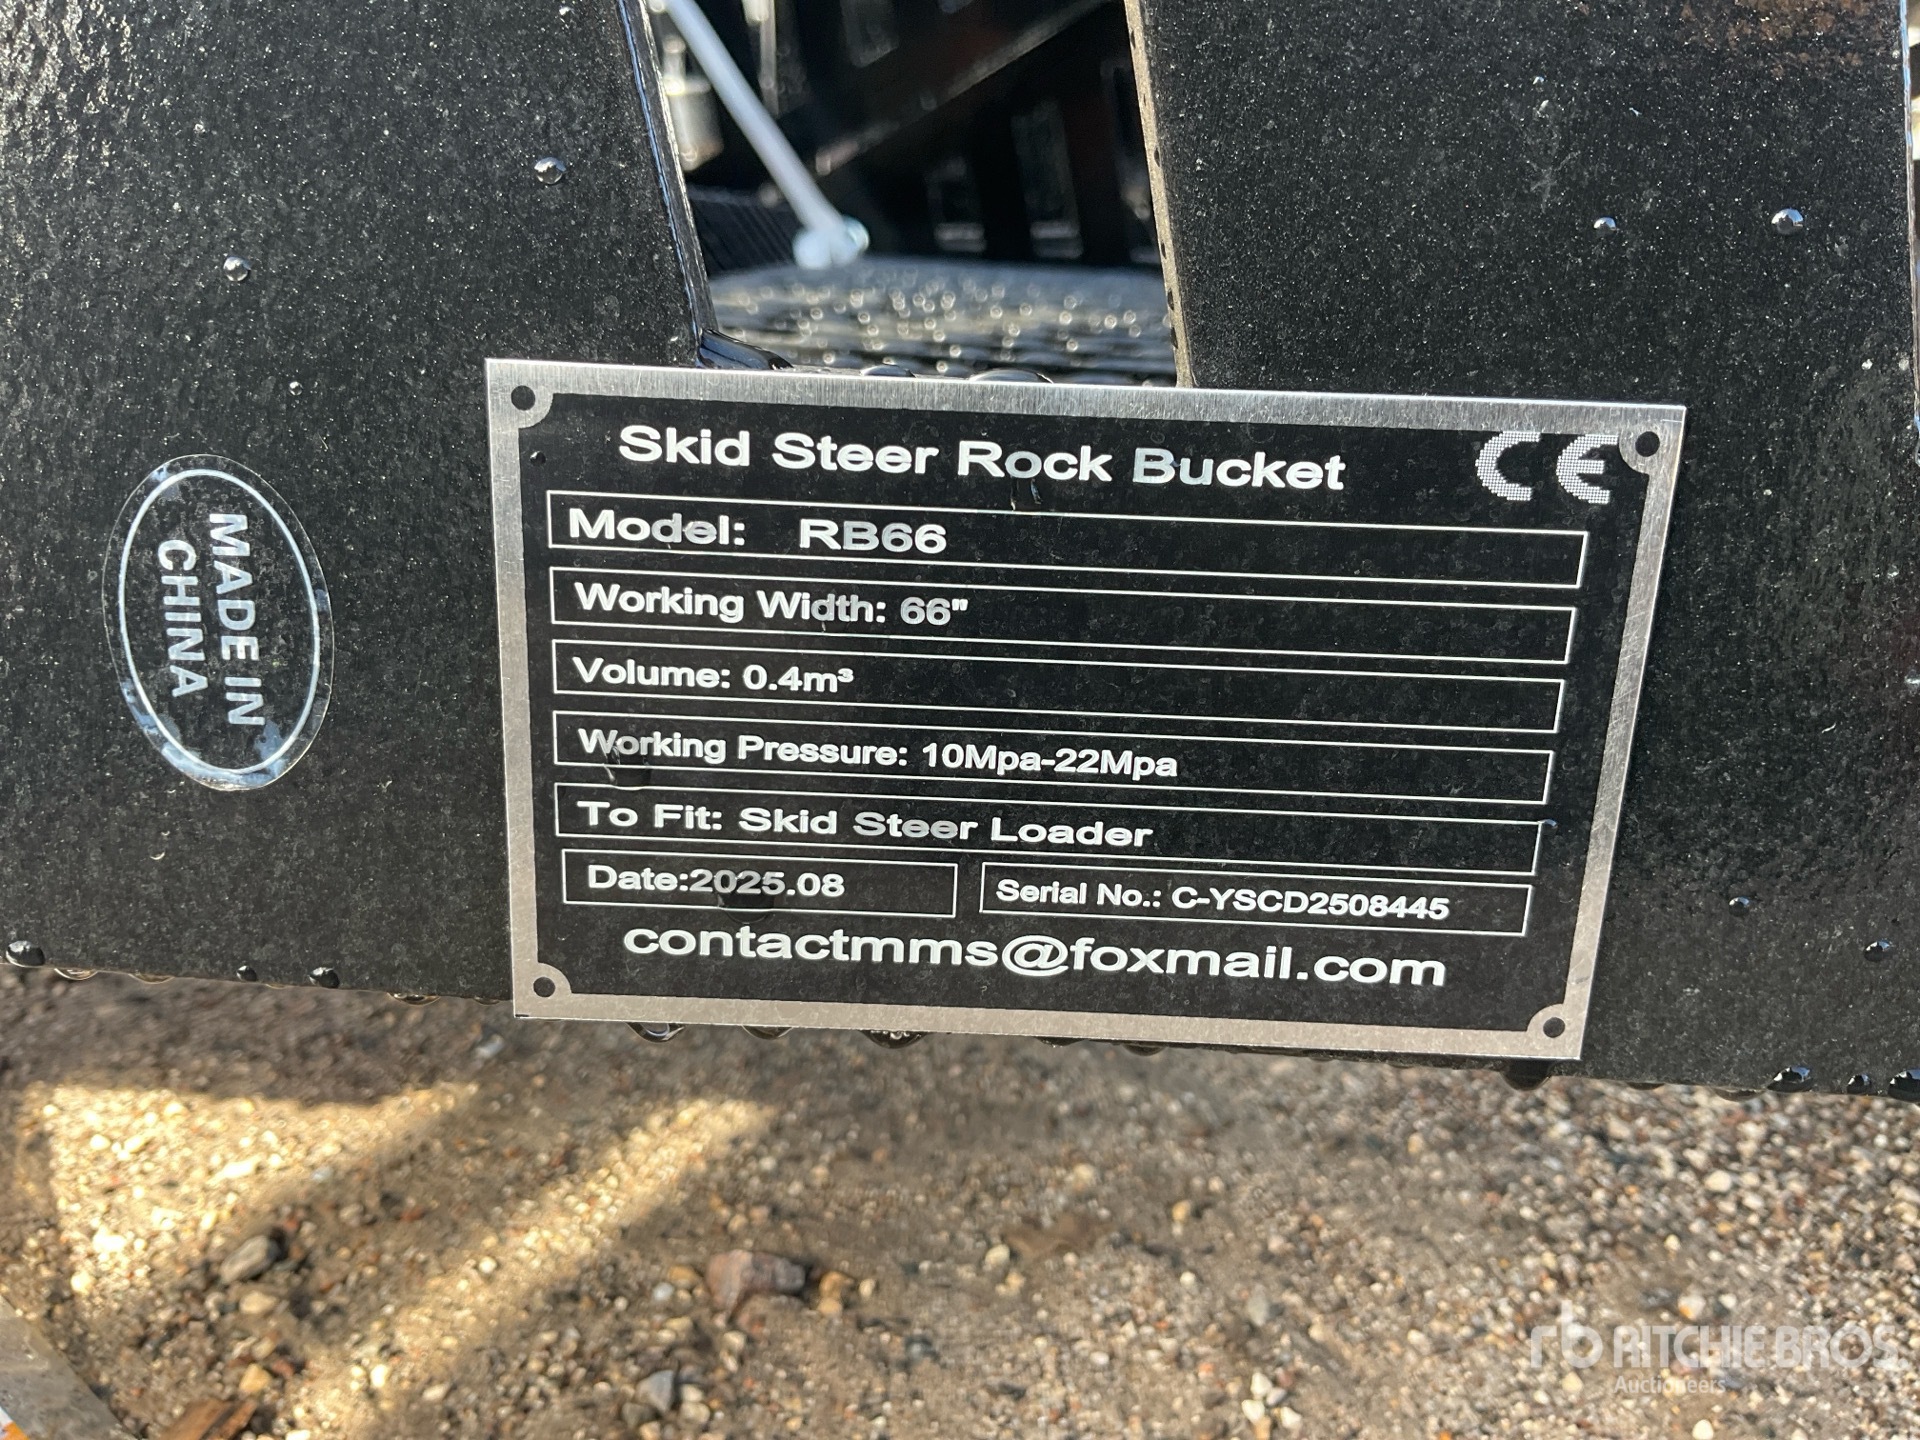 Skid Steer Rock Bucket CE
Model: RB66
Working Width: 66"
Volume: 0.4m³
Working Pressure: 10Mpa-22Mpa
To Fit: Skid Steer Loader
Date:2025.08
Serial No.: C-YSCD2508445
contactmms@foxmail.com
MADE IN
CHINA
rb RITCHIE BROS.
Auctioneers